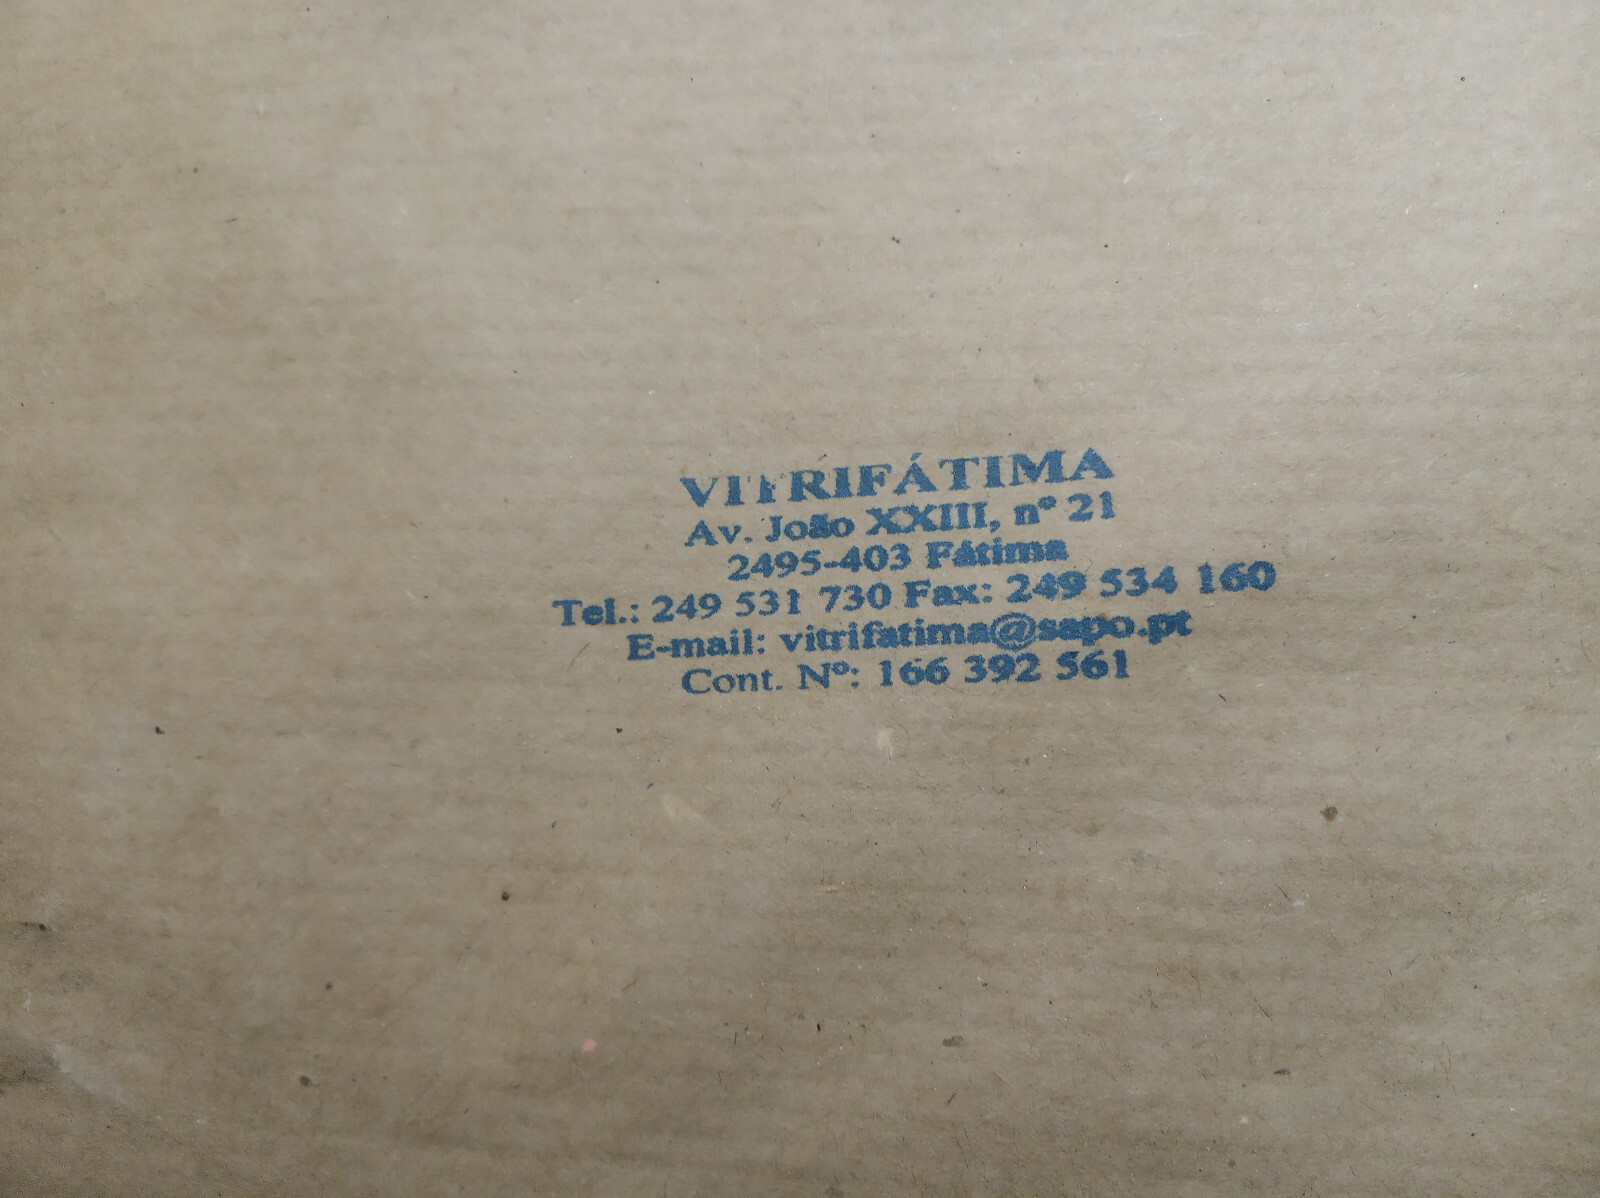 VITRIFÁTIMA
Av. João XXIII, nº 21
2495-403 Fátima
Tel.: 249 531 730 Fax: 249 534 160
E-mail: vitrifatima@sapo.pt
Cont. Nº: 166 392 561